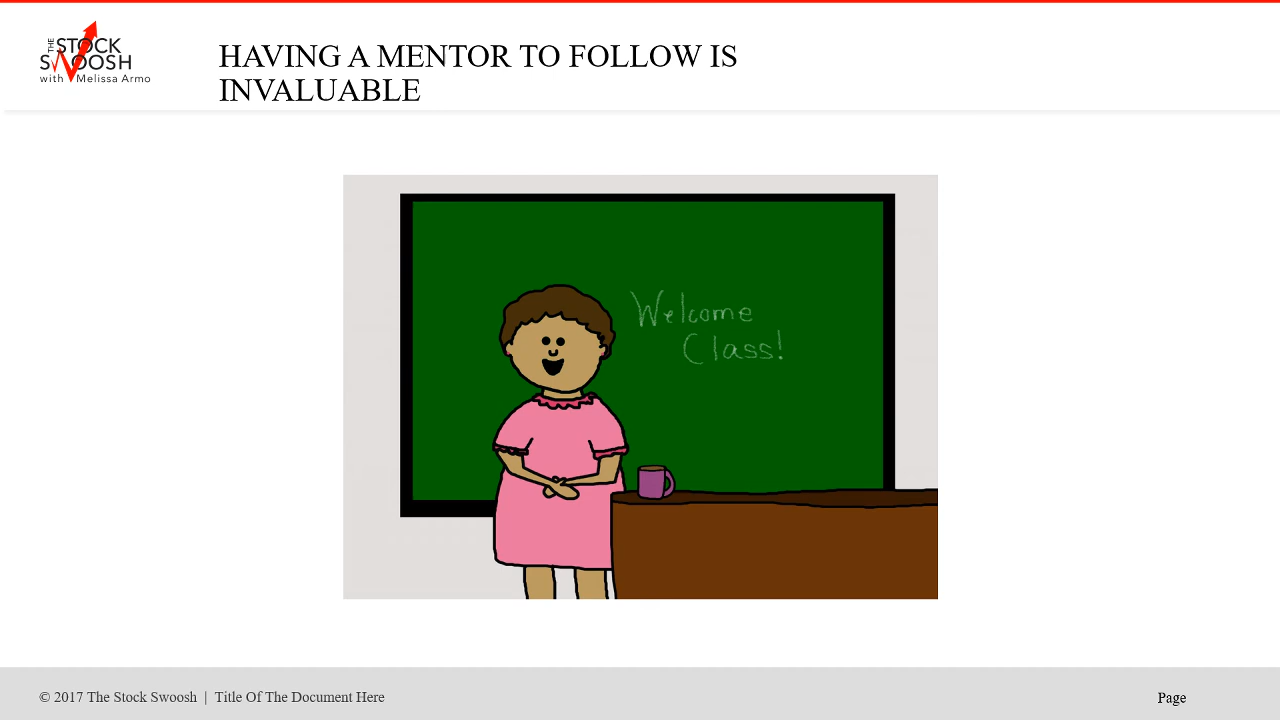 THE STOCK
SWOOSH
with Melissa Armo
HAVING A MENTOR TO FOLLOW IS
INVALUABLE
Welcome
Class!
© 2017 The Stock Swoosh | Title Of The Document Here
Page